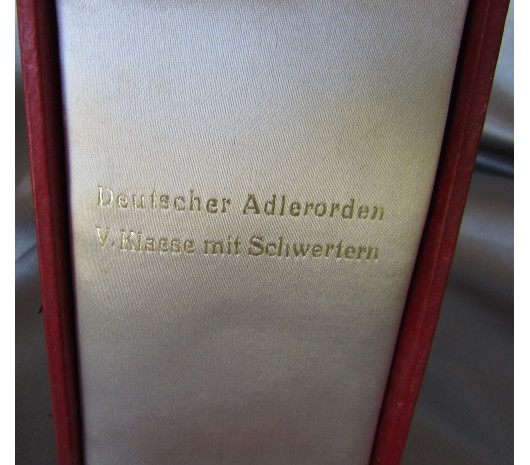 Deutscher Adlerorden
V. Klasse mit Schwertern